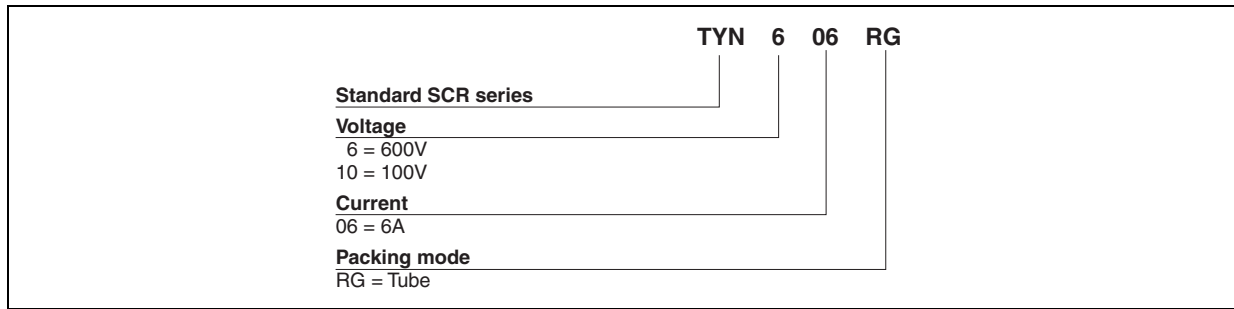 TYN 6 06 RG
Standard SCR series
Voltage
6 = 600V
10 = 100V
Current
06 = 6A
Packing mode
RG = Tube